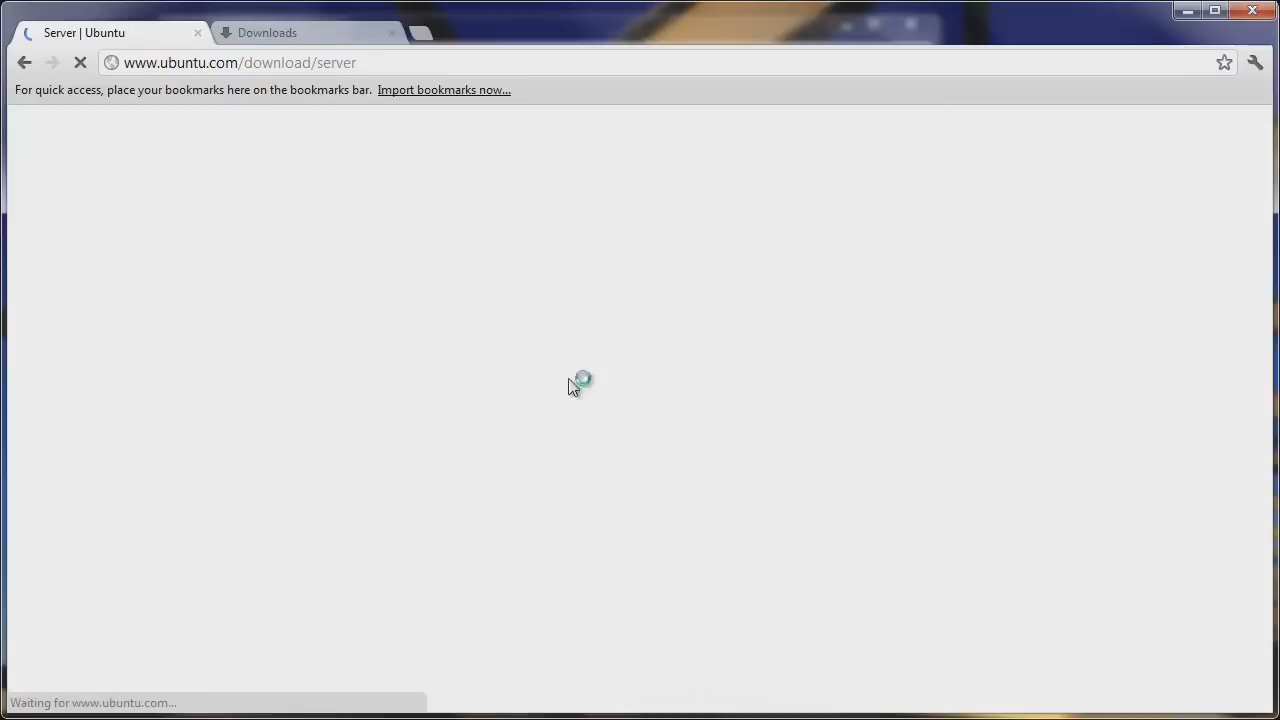 Server | Ubuntu
Downloads
www.ubuntu.com/download/server
For quick access, place your bookmarks here on the bookmarks bar. Import bookmarks now...
Waiting for www.ubuntu.com...